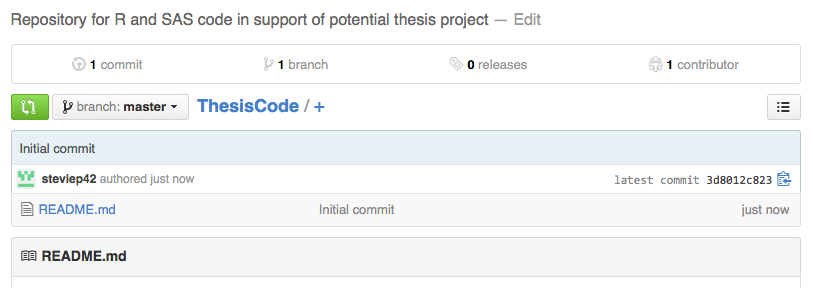 Repository for R and SAS code in support of potential thesis project — Edit
1 commit 1 branch 0 releases 1 contributor
branch: master ThesisCode / +
Initial commit
steviep42 authored just now latest commit 3d8012c823
README.md Initial commit just now
README.md